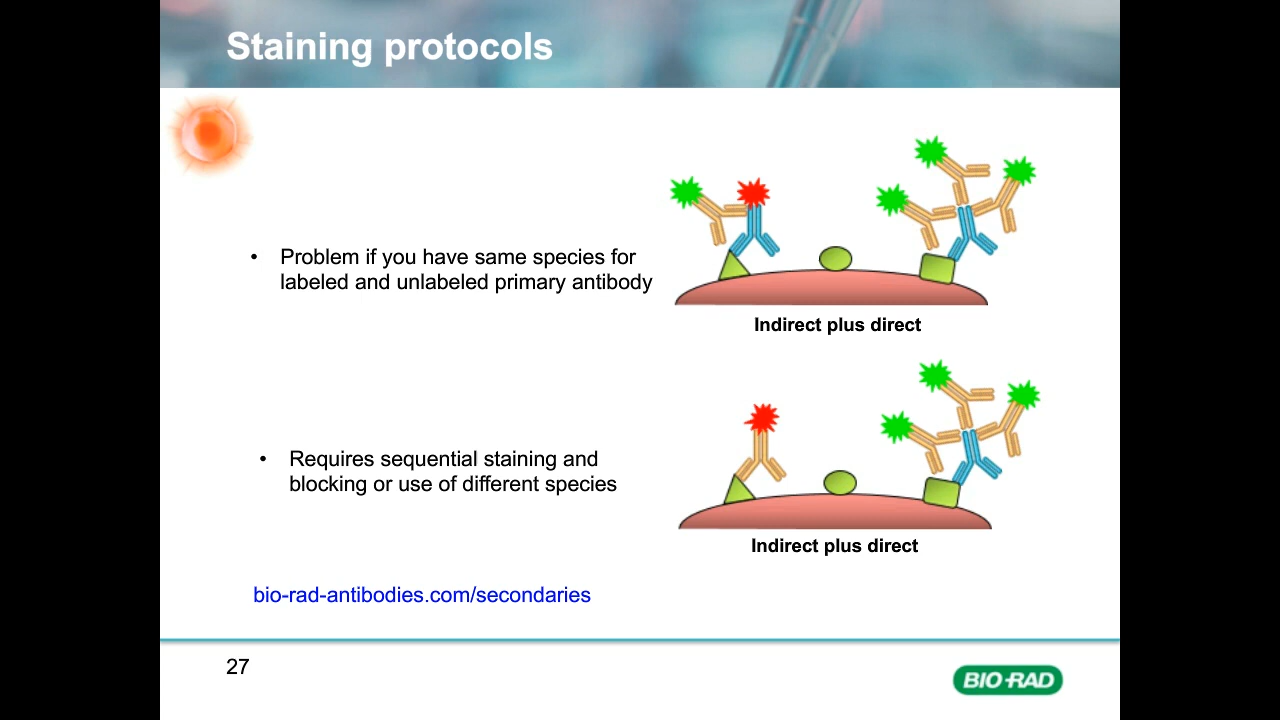 Staining protocols
• Problem if you have same species for
labeled and unlabeled primary antibody
Indirect plus direct
• Requires sequential staining and
blocking or use of different species
Indirect plus direct
bio-rad-antibodies.com/secondaries
27
BIO-RAD